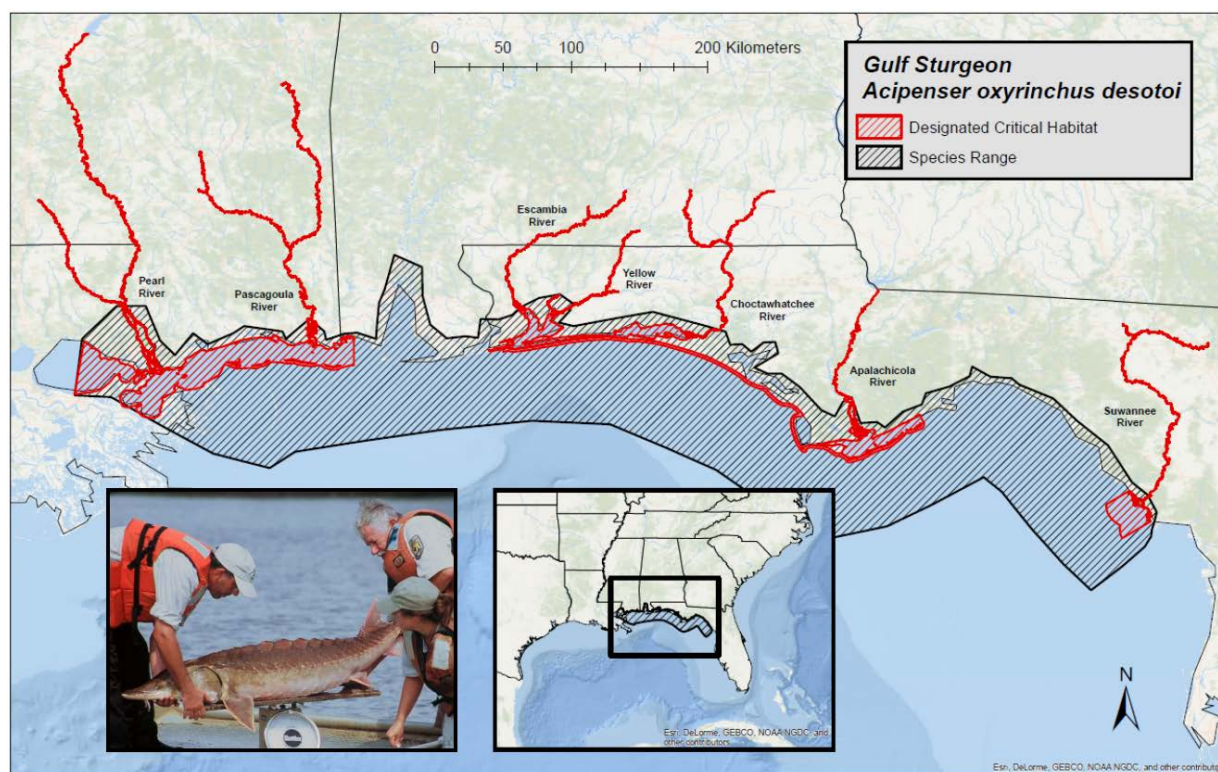 0 50 100 200 Kilometers
Gulf Sturgeon
Acipenser oxyrinchus desotoi
Designated Critical Habitat
Species Range
Escambia
River
Yellow
River
Pearl
River
Pascagoula
River
Choctawhatchee
River
Apalachicola
River
Suwannee
River
N
Esri, DeLorme, GEBCO, NOAA NGDC, and
other contributors
Esri, DeLorme, GEBCO, NOAA NGDC, and other contributo